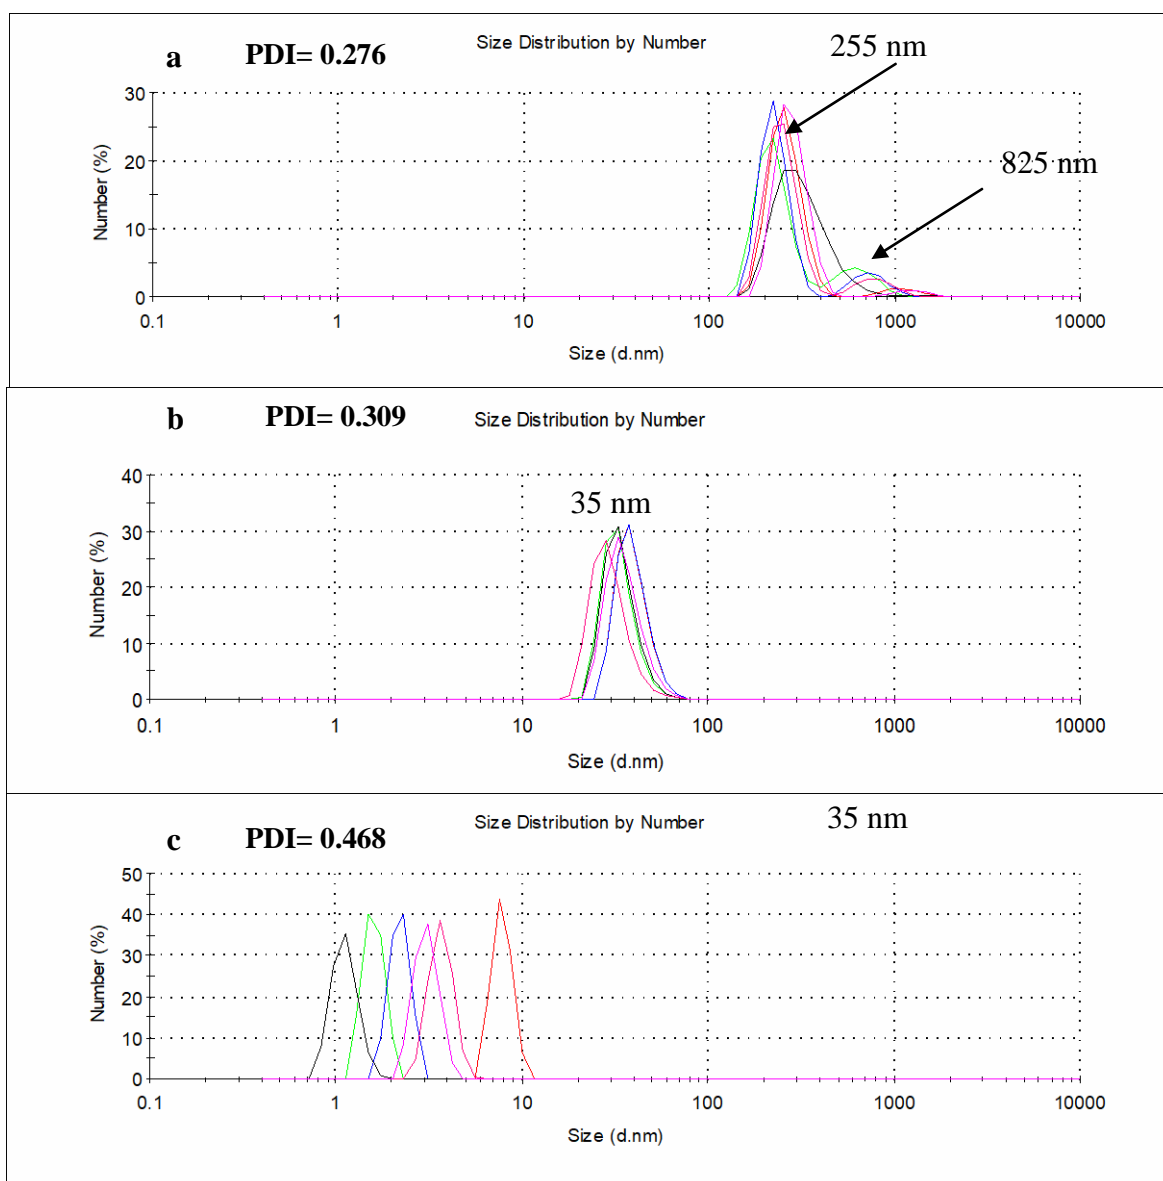 a PDI= 0.276 Size Distribution by Number 255 nm
825 nm
30
20
10
0
Number (%)
0.1 1 10 100 1000 10000
Size (d.nm)
b PDI= 0.309 Size Distribution by Number
35 nm
40
30
20
10
0
Number (%)
0.1 1 10 100 1000 10000
Size (d.nm)
c PDI= 0.468 Size Distribution by Number 35 nm
50
40
30
20
10
0
Number (%)
0.1 1 10 100 1000 10000
Size (d.nm)